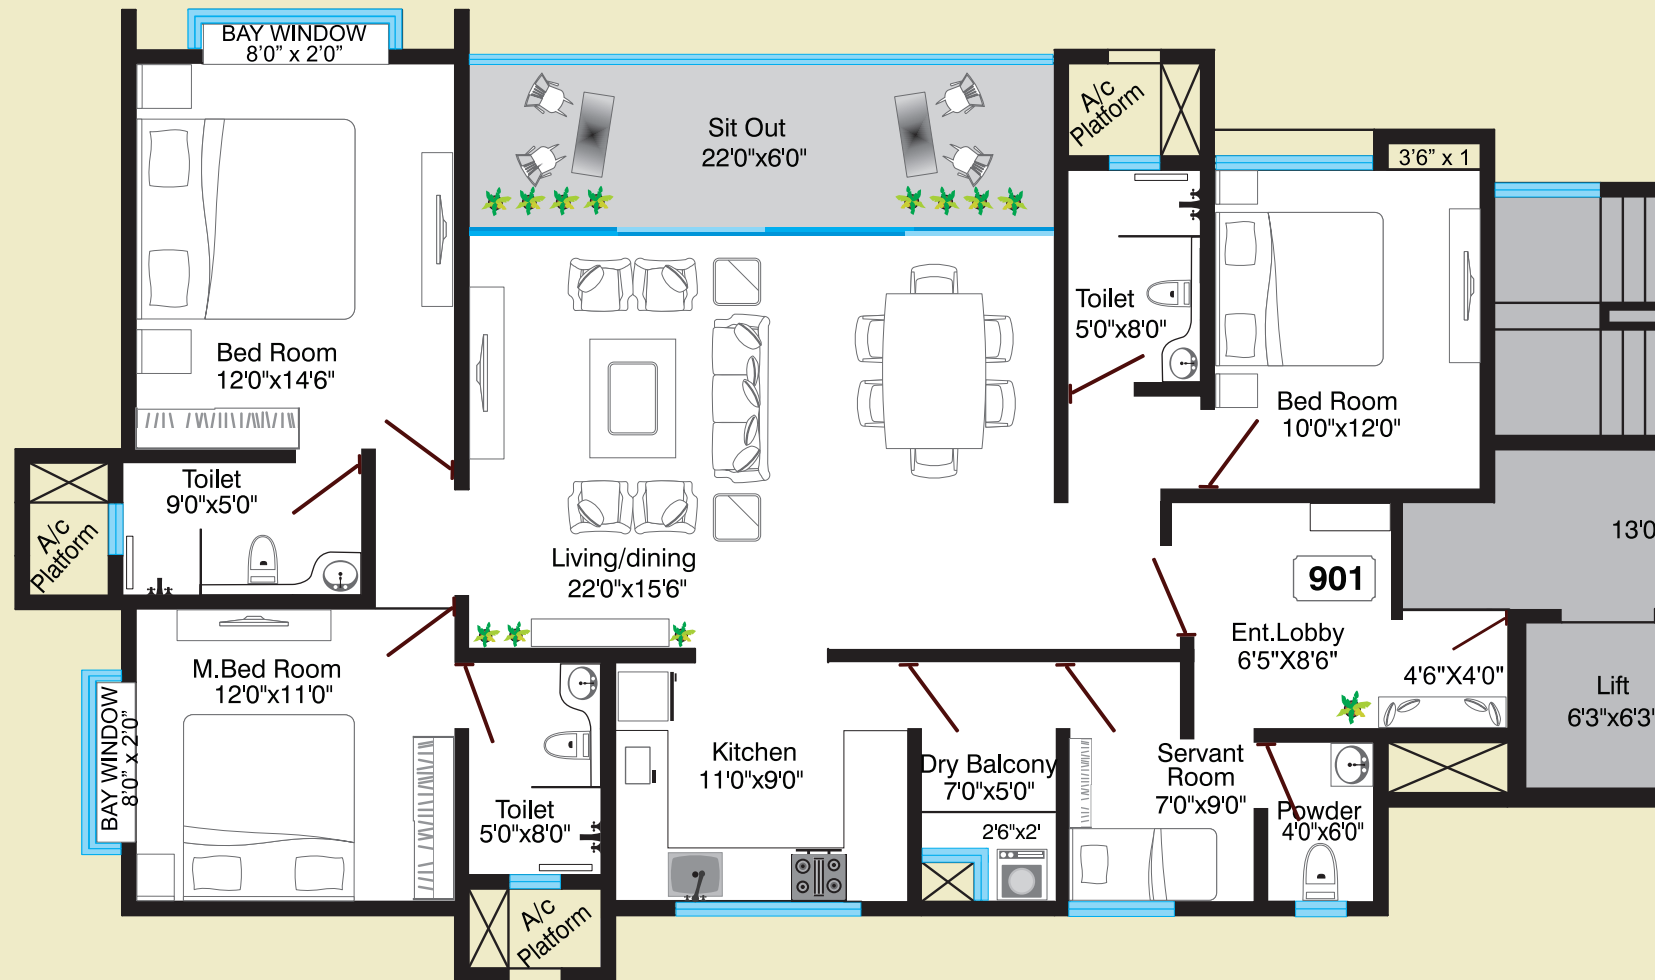 BAY WINDOW
8'0" x 2'0"
Sit Out
22'0"x6'0"
A/c
Platform
3'6" x 1
Toilet
5'0"x8'0"
Bed Room
12'0"x14'6"
Bed Room
10'0"x12'0"
Toilet
9'0"x5'0"
A/c
Platform
Living/dining
22'0"x15'6"
13'0
901
Ent.Lobby
6'5"X8'6"
4'6"X4'0"
Lift
6'3"x6'3'
M.Bed Room
12'0"x11'0"
BAY WINDOW
8'0" x 2'0"
Kitchen
11'0"x9'0"
Dry Balcony
7'0"x5'0"
2'6"x2'
Servant
Room
7'0"x9'0"
Powder
4'0"x6'0"
Toilet
5'0"x8'0"
A/c
Platform